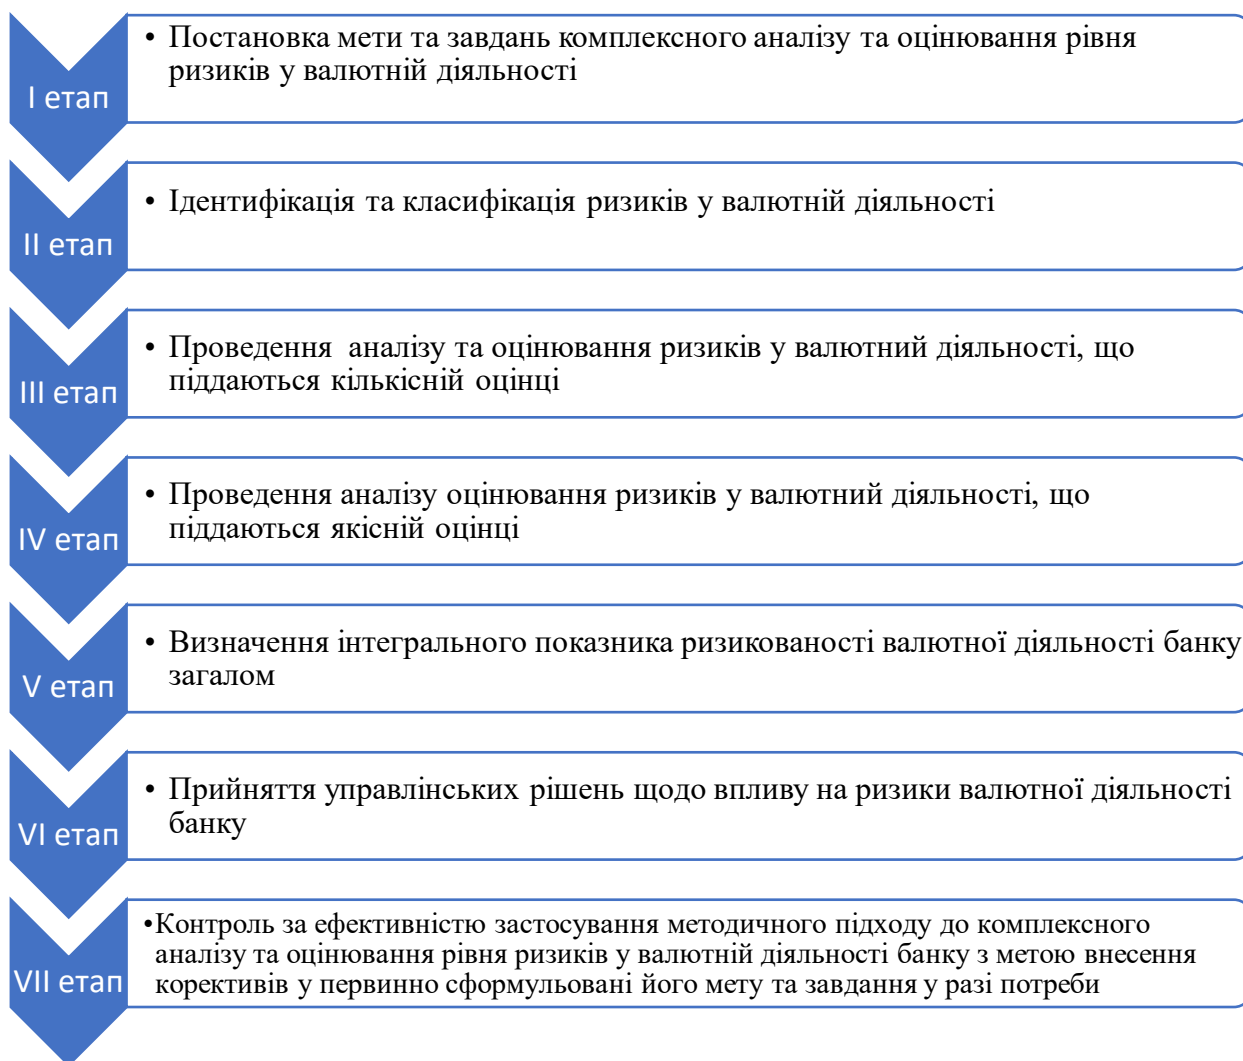 I етап
• Постановка мети та завдань комплексного аналізу та оцінювання рівня
ризиків у валютній діяльності
II етап
• Ідентифікація та класифікація ризиків у валютній діяльності
III етап
• Проведення аналізу та оцінювання ризиків у валютний діяльності, що
піддаються кількісній оцінці
IV етап
• Проведення аналізу оцінювання ризиків у валютний діяльності, що
піддаються якісній оцінці
V етап
• Визначення інтегрального показника ризикованості валютної діяльності банку
загалом
VI етап
• Прийняття управлінських рішень щодо впливу на ризики валютної діяльності
банку
VII етап
•Контроль за ефективністю застосування методичного підходу до комплексного
аналізу та оцінювання рівня ризиків у валютній діяльності банку з метою внесення
корективів у первинно сформульовані його мету та завдання у разі потреби